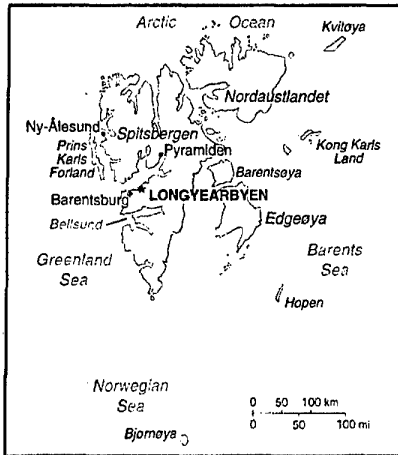 Arctic Ocean
Kvitøya
Nordaustlandet
Ny-Ålesund
Spitsbergen
Prins
Karls
Forland
Pyramiden
Kong Karls
Land
Barentsøya
Barentsburg
LONGYEARBYEN
Bellsund
Edgeøya
Greenland
Sea
Barents
Sea
Hopen
Norwegian
Sea
0 50 100 km
0 50 100 mi
Bjørnøya